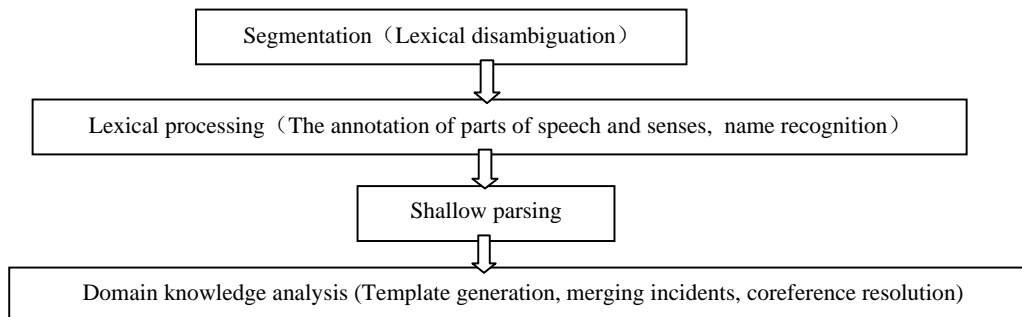 Segmentation（Lexical disambiguation）
Lexical processing（The annotation of parts of speech and senses, name recognition）
Shallow parsing
Domain knowledge analysis (Template generation, merging incidents, coreference resolution)